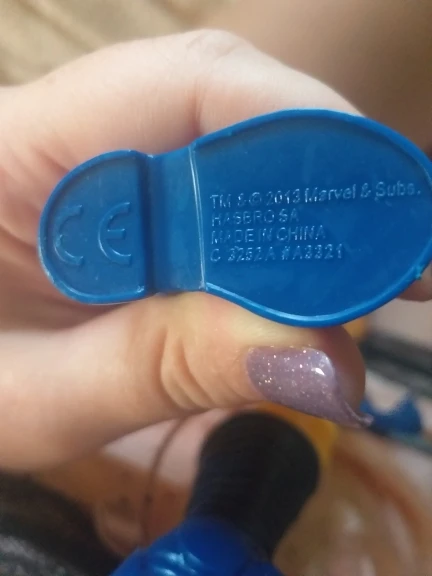 CE
TM & © 2013 Marvel & Subs.
HASBRO SA
MADE IN CHINA
C-3252A #A3321